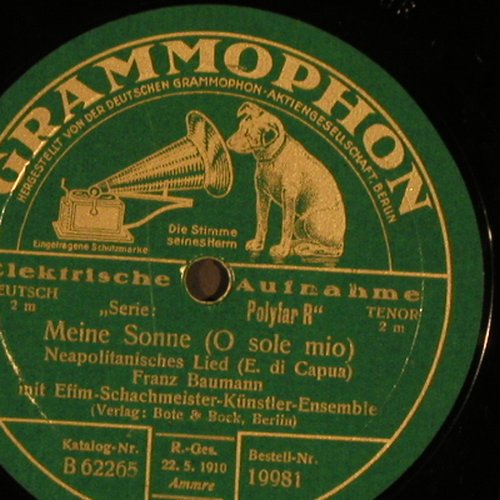 GRAMMOPHON
HERGESTELLT VON DER DEUTSCHEN GRAMMOPHON-AKTIENGESELLSCHAFT, BERLIN
Die Stimme
seines Herrn
Eingetragene Schutzmarke
Elektrische Aufnahme
DEUTSCH
2 m
„Serie: Polyfar R“
TENOR
2 m
Meine Sonne (O sole mio)
Neapolitanisches Lied (E. di Capua)
Franz Baumann
mit Efim-Schachmeister-Künstler-Ensemble
(Verlag: Bote & Bock, Berlin)
Katalog-Nr.
B 62265
R.-Ges.
22. 5. 1910
Ammre
Bestell-Nr.
19981